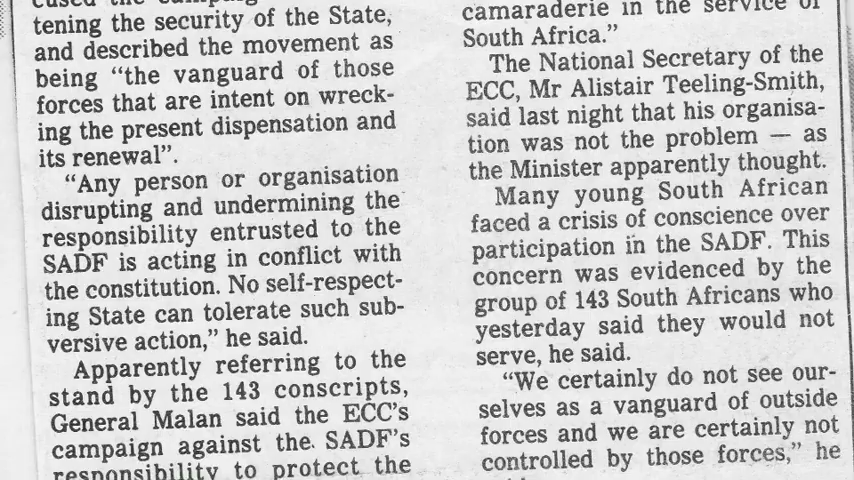 tening the security of the State,
and described the movement as
being “the vanguard of those
forces that are intent on wreck-
ing the present dispensation and
its renewal”.
“Any person or organisation
disrupting and undermining the
responsibility entrusted to the
SADF is acting in conflict with
the constitution. No self-respect-
ing State can tolerate such sub-
versive action,” he said.
Apparently referring to the
stand by the 143 conscripts,
General Malan said the ECC’s
campaign against the SADF’s
responsibility to protect the
camaraderie in the service of
South Africa.”
The National Secretary of the
ECC, Mr Alistair Teeling-Smith,
said last night that his organisa-
tion was not the problem — as
the Minister apparently thought.
Many young South African
faced a crisis of conscience over
participation in the SADF. This
concern was evidenced by the
group of 143 South Africans who
yesterday said they would not
serve, he said.
“We certainly do not see our-
selves as a vanguard of outside
forces and we are certainly not
controlled by those forces,” he